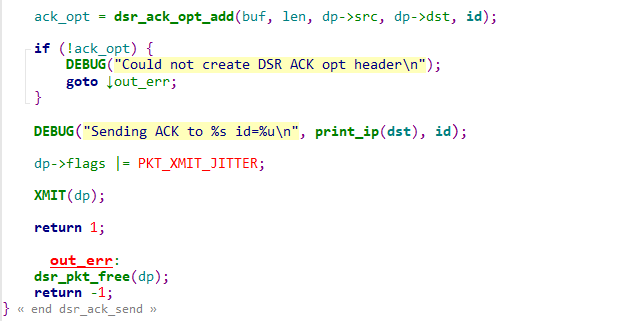 ack_opt = dsr_ack_opt_add(buf, len, dp->src, dp->dst, id);
if (!ack_opt) {
DEBUG("Could not create DSR ACK opt header\n");
goto ↓out_err;
}
DEBUG("Sending ACK to %s id=%u\n", print_ip(dst), id);
dp->flags |= PKT_XMIT_JITTER;
XMIT(dp);
return 1;
out_err:
dsr_pkt_free(dp);
return -1;
} « end dsr_ack_send »